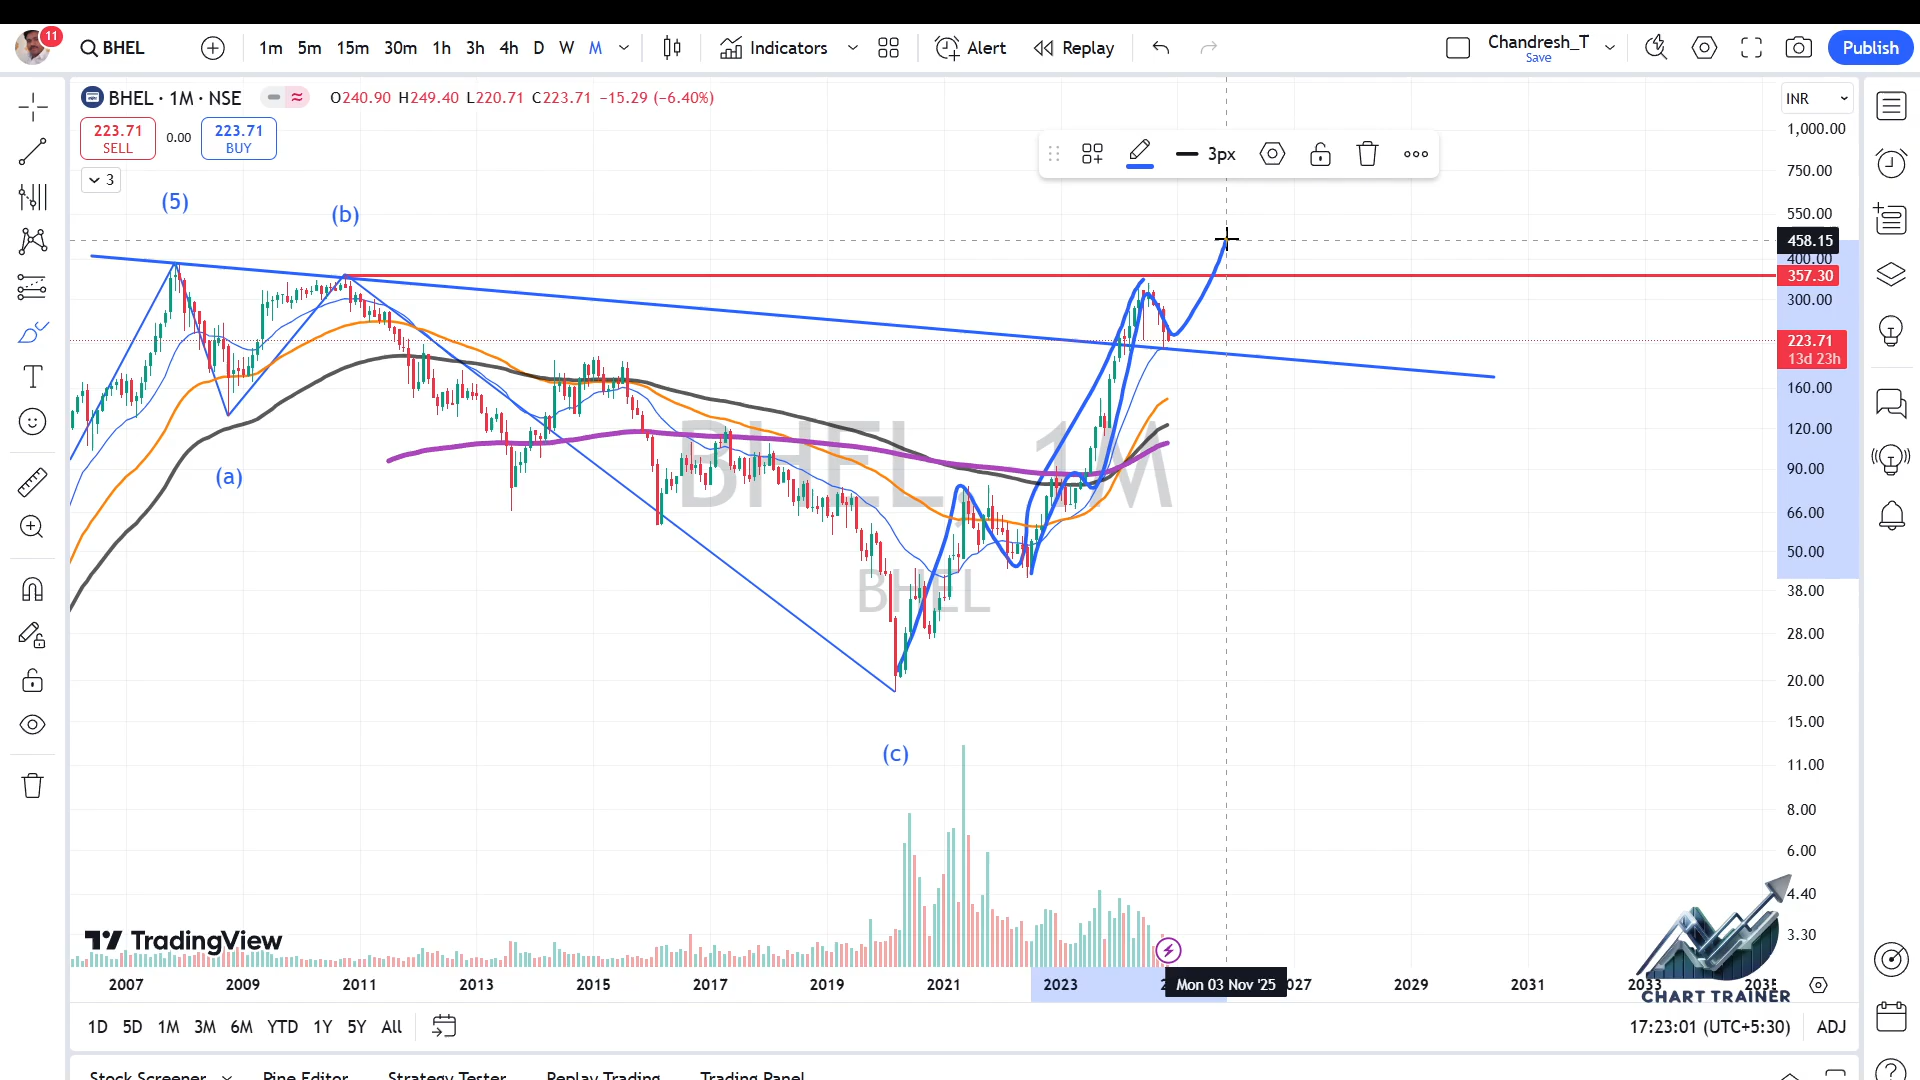 11
BHEL
1m 5m 15m 30m 1h 3h 4h D W M
Indicators
Alert
Replay
Chandresh_T
Save
Publish
BHEL · 1M · NSE
O240.90 H249.40 L220.71 C223.71 −15.29 (−6.40%)
INR
223.71
SELL
0.00
223.71
BUY
3
3px
(5)
(b)
(a)
(c)
BHEL, 1M
BHEL
1,000.00
750.00
550.00
458.15
400.00
357.30
300.00
223.71
13d 23h
160.00
120.00
90.00
66.00
50.00
38.00
28.00
20.00
15.00
11.00
8.00
6.00
4.40
3.30
TradingView
CHART TRAINER
2007 2009 2011 2013 2015 2017 2019 2021 2023 Mon 03 Nov '25 2029 2031 2033
1D 5D 1M 3M 6M YTD 1Y 5Y All
17:23:01 (UTC+5:30) ADJ
Stock Screener Pine Editor Strategy Tester Replay Trading Trading Panel